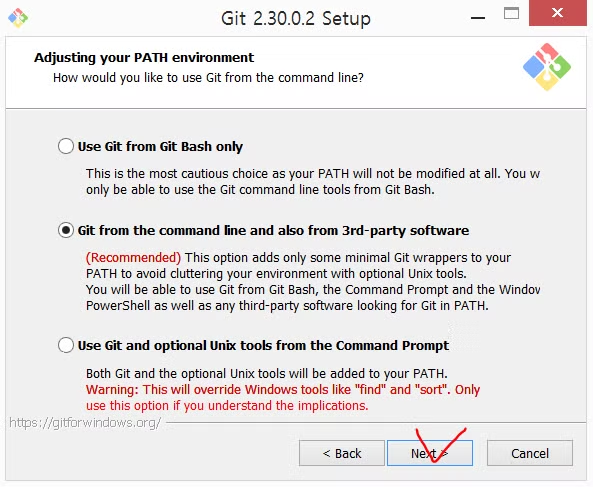 Git 2.30.0.2 Setup
Adjusting your PATH environment
How would you like to use Git from the command line?
Use Git from Git Bash only
This is the most cautious choice as your PATH will not be modified at all. You w
only be able to use the Git command line tools from Git Bash.
Git from the command line and also from 3rd-party software
(Recommended) This option adds only some minimal Git wrappers to your
PATH to avoid cluttering your environment with optional Unix tools.
You will be able to use Git from Git Bash, the Command Prompt and the Window
PowerShell as well as any third-party software looking for Git in PATH.
Use Git and optional Unix tools from the Command Prompt
Both Git and the optional Unix tools will be added to your PATH.
Warning: This will override Windows tools like "find" and "sort". Only
use this option if you understand the implications.
https://gitforwindows.org/
< Back
Next >
Cancel